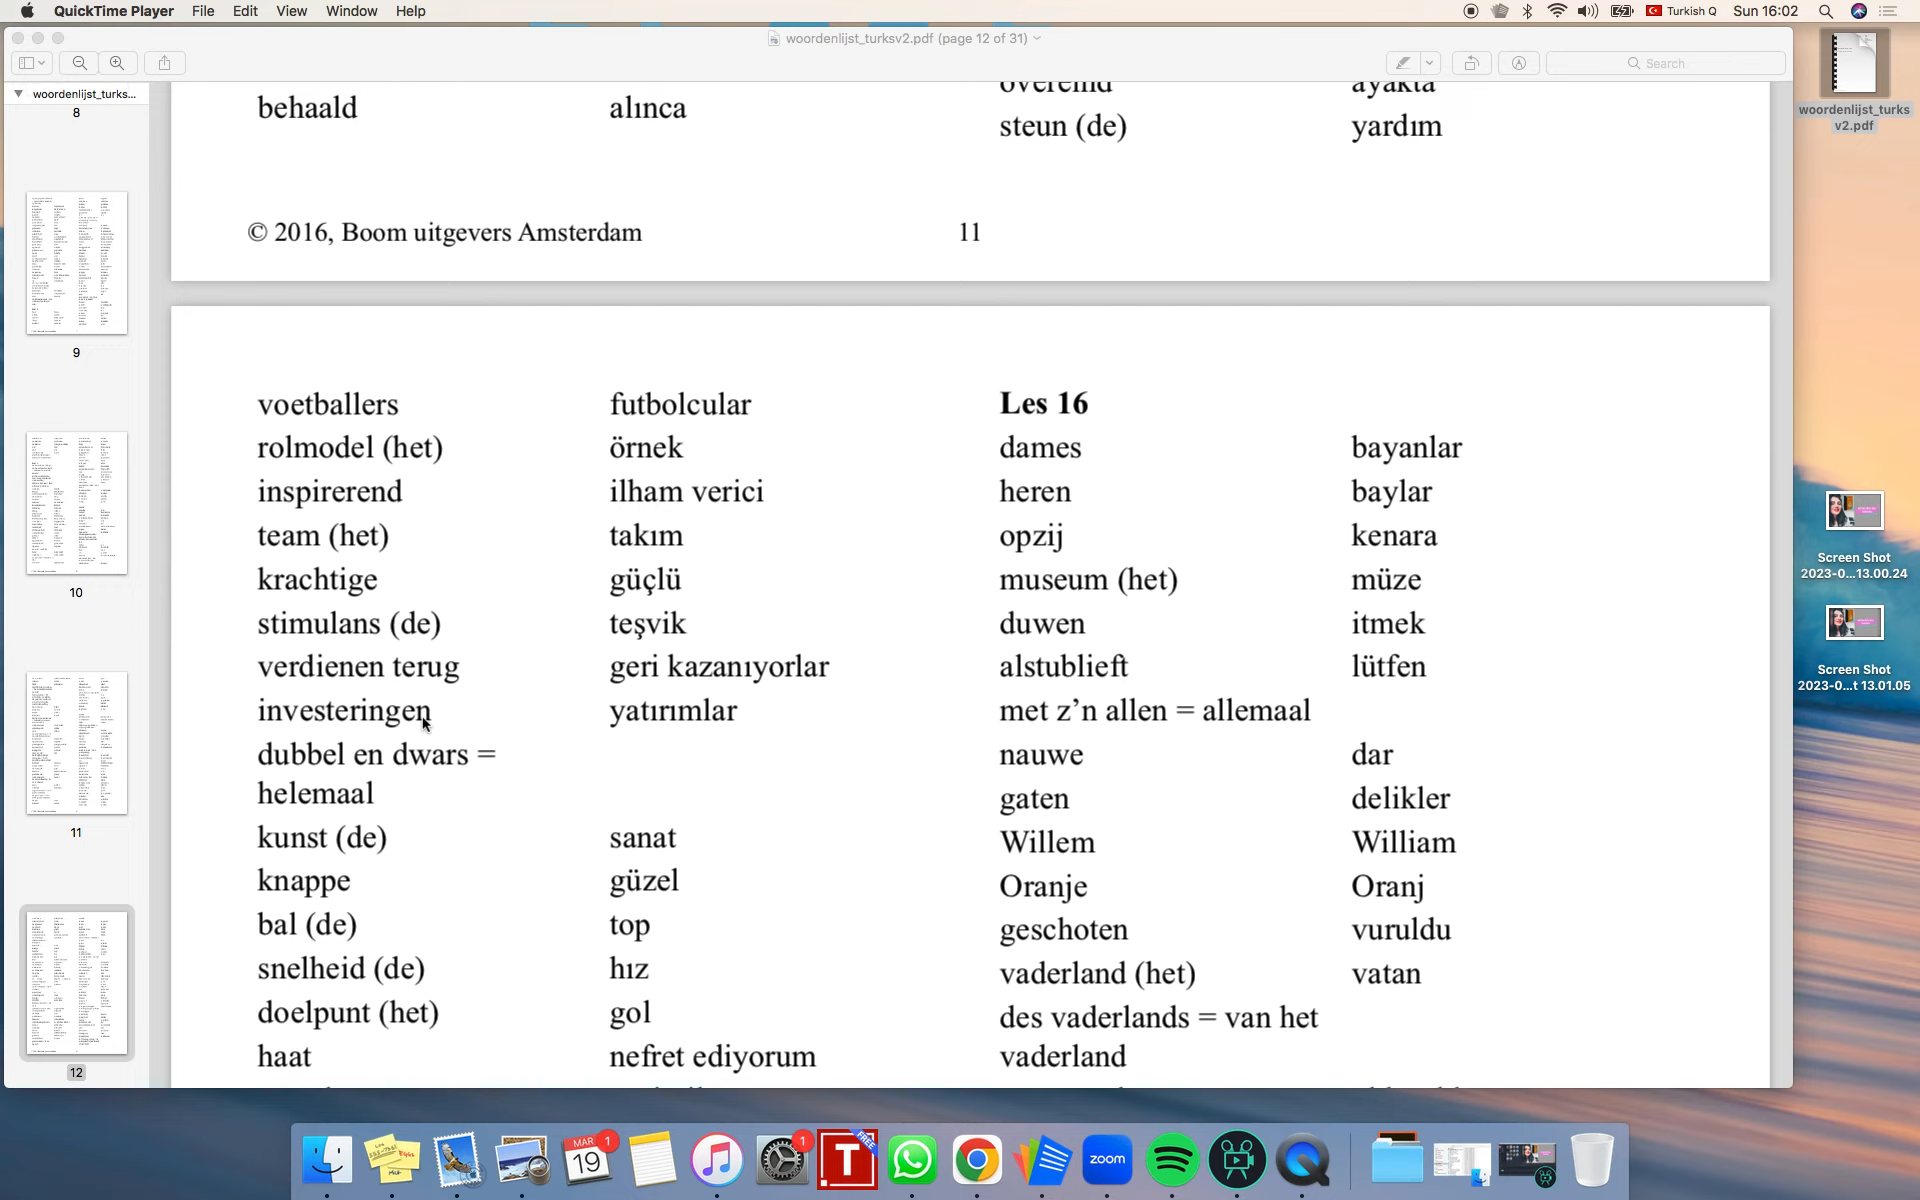 QuickTime Player File Edit View Window Help
Turkish Q Sun 16:02
woordenlijst_turksv2.pdf (page 12 of 31)
Search
woordenlijst_turks...
8
9
10
11
12
behaald alınca
overeind ayakta
steun (de) yardım
© 2016, Boom uitgevers Amsterdam 11
voetballers futbolcular
rolmodel (het) örnek
inspirerend ilham verici
team (het) takım
krachtige güçlü
stimulans (de) teşvik
verdienen terug geri kazanıyorlar
investeringen yatırımlar
dubbel en dwars =
helemaal
kunst (de) sanat
knappe güzel
bal (de) top
snelheid (de) hız
doelpunt (het) gol
haat nefret ediyorum
Les 16
dames bayanlar
heren baylar
opzij kenara
museum (het) müze
duwen itmek
alstublieft lütfen
met z’n allen = allemaal
nauwe dar
gaten delikler
Willem William
Oranje Oranj
geschoten vuruldu
vaderland (het) vatan
des vaderlands = van het
vaderland
woordenlijst_turks
v2.pdf
Screen Shot
2023-0...13.00.24
Screen Shot
2023-0...t 13.01.05
MAR
19
1
1
T
FREE
zoom